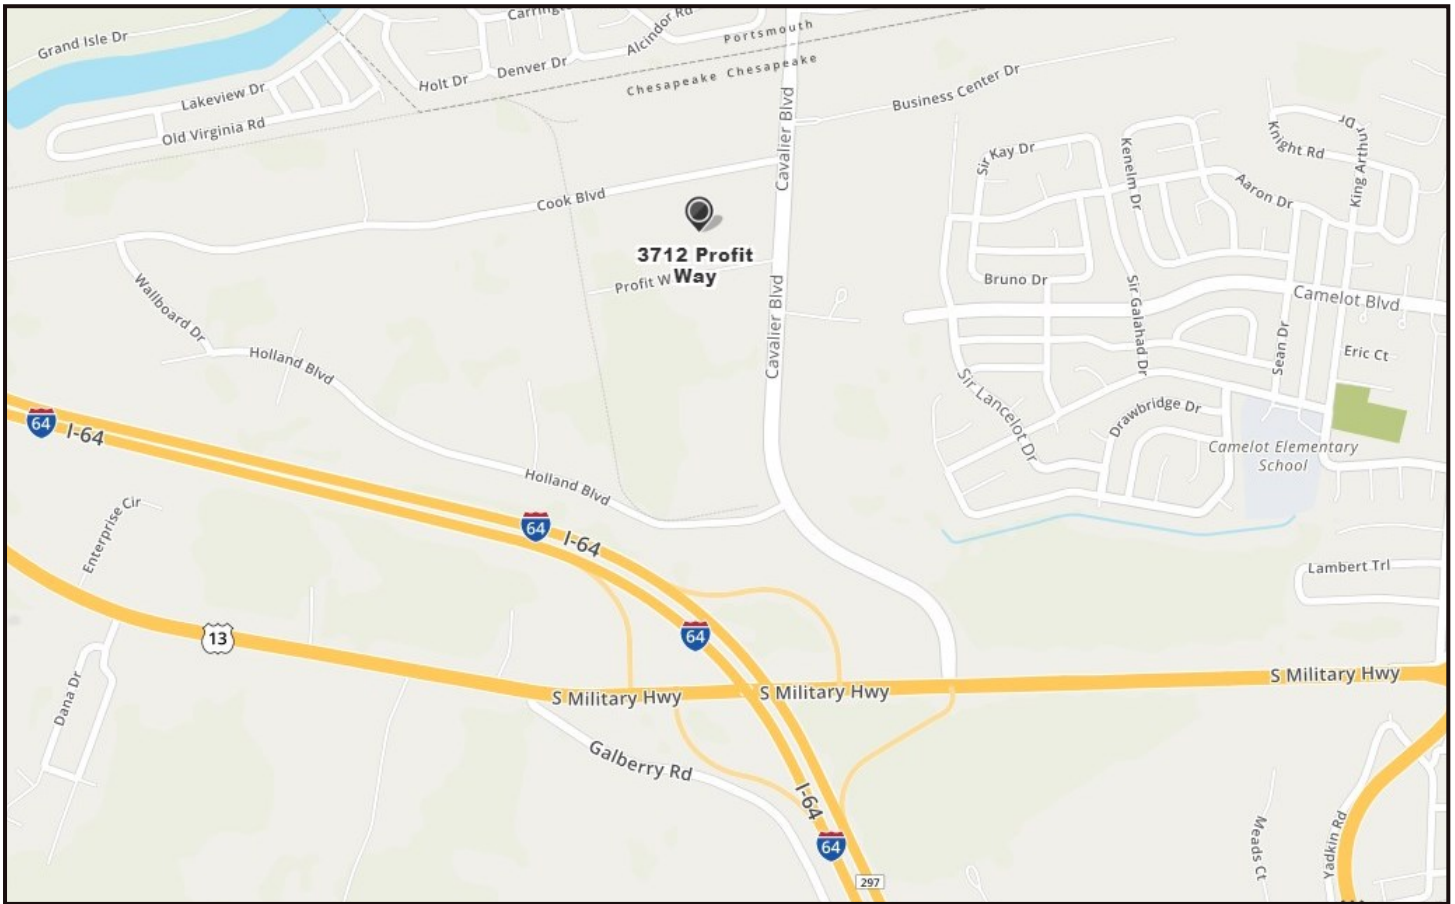 Carring
Alcindor Rd
Grand Isle Dr
Portsmouth
Denver Dr
Holt Dr
Chesapeake Chesapeake
Business Center Dr
Lakeview Dr
Old Virginia Rd
Cavalier Blvd
Knight Rd
King Arthur Dr
Sir Kay Dr
Kenelm Dr
Aaron Dr
Cook Blvd
3712 Profit
Way
Profit W
Bruno Dr
Sir Galahad Dr
Camelot Blvd
Wallboard Dr
Cavalier Blvd
Sean Dr
Eric Ct
Holland Blvd
Sir Lancelot Dr
Drawbridge Dr
64
I-64
Camelot Elementary
School
Holland Blvd
Enterprise Cir
64
I-64
Lambert Trl
13
64
S Military Hwy
S Military Hwy
S Military Hwy
Dana Dr
Galberry Rd
I-64
64
Meads Ct
Yadkin Rd
297